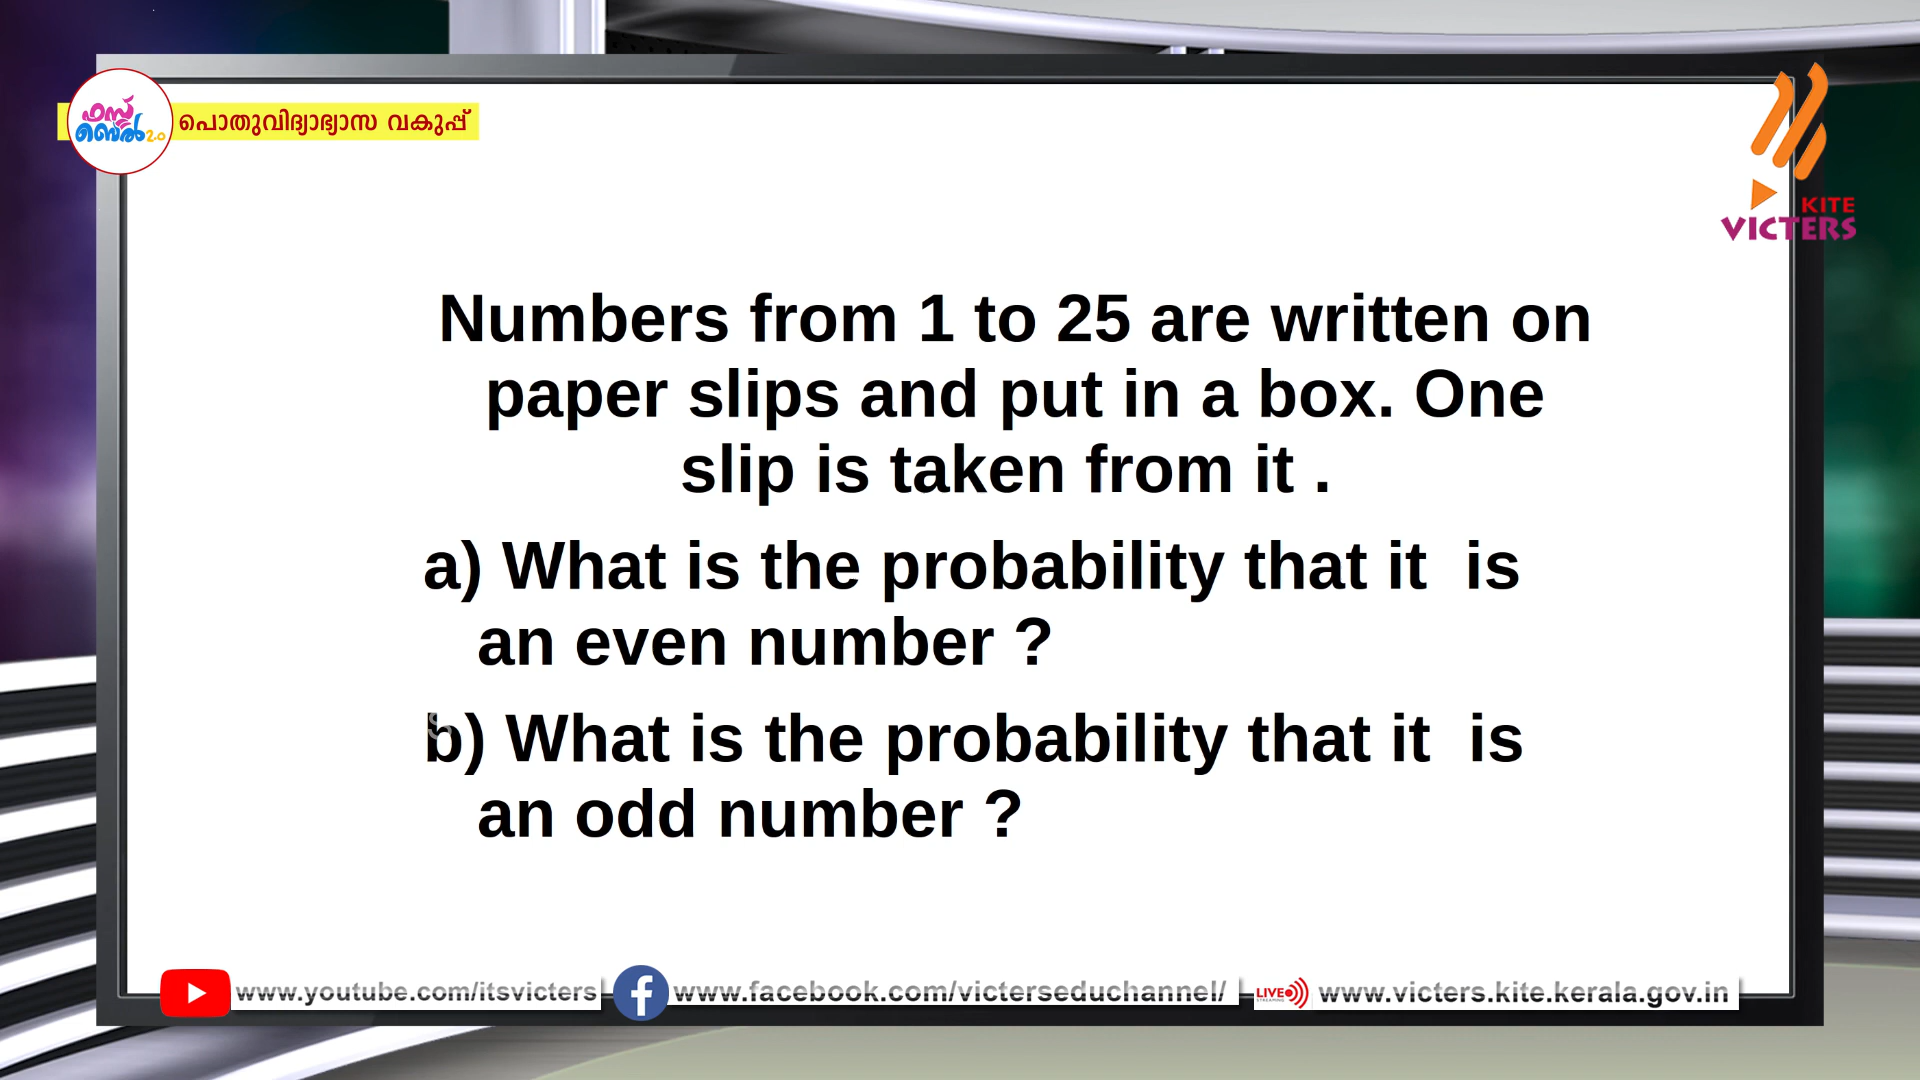 ഫസ്റ്റ്
ബെൽ 2.0
പൊതുവിദ്യാഭ്യാസ വകുപ്പ്
KITE
VICTERS
Numbers from 1 to 25 are written on
paper slips and put in a box. One
slip is taken from it .
a) What is the probability that it is
an even number ?
b) What is the probability that it is
an odd number ?
www.youtube.com/itsvicters
www.facebook.com/victerseduchannel/
LIVE
STREAMING
www.victers.kite.kerala.gov.in